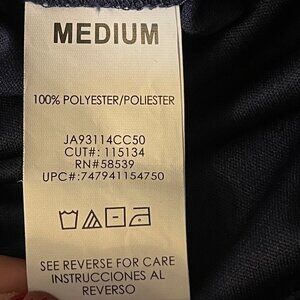 MEDIUM
100% POLYESTER/POLIESTER
JA93114CC50
CUT#: 115134
RN#58539
UPC#:747941154750
SEE REVERSE FOR CARE
INSTRUCCIONES AL
REVERSO